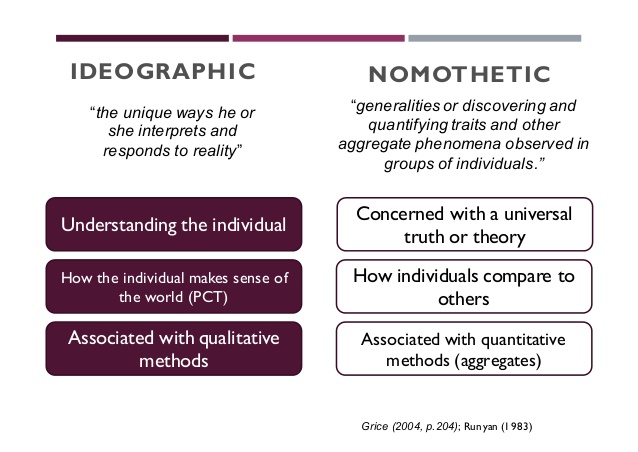 IDEOGRAPHIC
“the unique ways he or
she interprets and
responds to reality”
Understanding the individual
How the individual makes sense of
the world (PCT)
Associated with qualitative
methods
NOMOTHETIC
“generalities or discovering and
quantifying traits and other
aggregate phenomena observed in
groups of individuals.”
Concerned with a universal
truth or theory
How individuals compare to
others
Associated with quantitative
methods (aggregates)
Grice (2004, p.204); Runyan (1983)